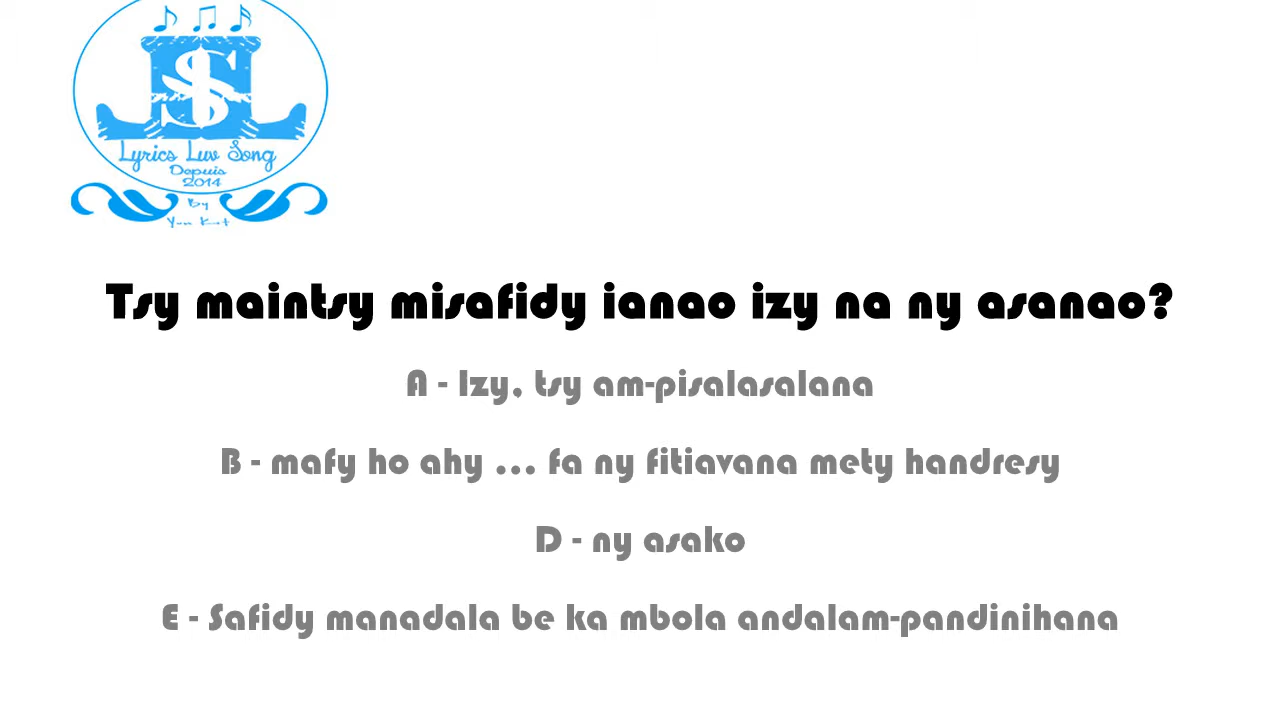 Lyrics Luv Song
Depuis
2014
By
Tsy maintsy misafidy ianao izy na ny asanao?
A - Izy, tsy am-pisalasalana
B - mafy ho ahy ... fa ny fitiavana mety handresy
D - ny asako
E - Safidy manadala be ka mbola andalam-pandinihana